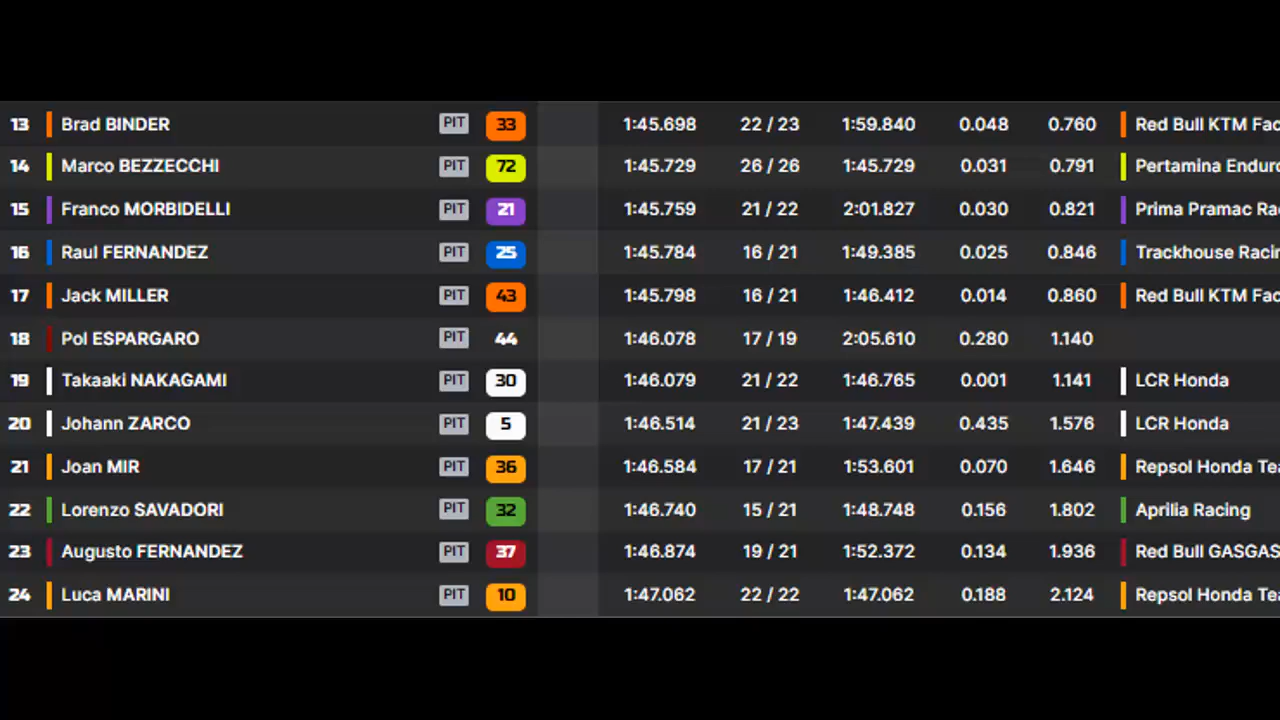 13 Brad BINDER PIT 33 1:45.698 22 / 23 1:59.840 0.048 0.760 Red Bull KTM Fac
14 Marco BEZZECCHI PIT 72 1:45.729 26 / 26 1:45.729 0.031 0.791 Pertamina Enduro
15 Franco MORBIDELLI PIT 21 1:45.759 21 / 22 2:01.827 0.030 0.821 Prima Pramac Ra
16 Raul FERNANDEZ PIT 25 1:45.784 16 / 21 1:49.385 0.025 0.846 Trackhouse Racin
17 Jack MILLER PIT 43 1:45.798 16 / 21 1:46.412 0.014 0.860 Red Bull KTM Fac
18 Pol ESPARGARO PIT 44 1:46.078 17 / 19 2:05.610 0.280 1.140
19 Takaaki NAKAGAMI PIT 30 1:46.079 21 / 22 1:46.765 0.001 1.141 LCR Honda
20 Johann ZARCO PIT 5 1:46.514 21 / 23 1:47.439 0.435 1.576 LCR Honda
21 Joan MIR PIT 36 1:46.584 17 / 21 1:53.601 0.070 1.646 Repsol Honda Te
22 Lorenzo SAVADORI PIT 32 1:46.740 15 / 21 1:48.748 0.156 1.802 Aprilia Racing
23 Augusto FERNANDEZ PIT 37 1:46.874 19 / 21 1:52.372 0.134 1.936 Red Bull GASGAS
24 Luca MARINI PIT 10 1:47.062 22 / 22 1:47.062 0.188 2.124 Repsol Honda Te